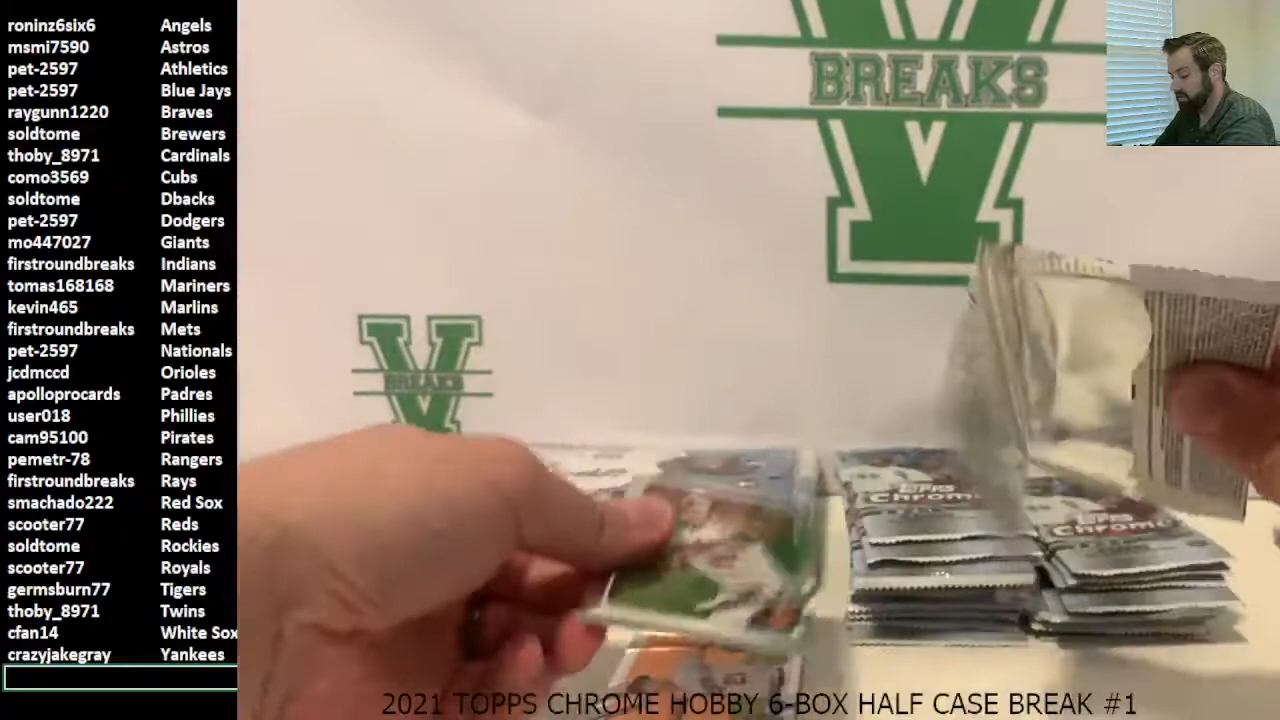 roninz6six6 Angels
msmi7590 Astros
pet-2597 Athletics
pet-2597 Blue Jays
raygunn1220 Braves
soldtome Brewers
thoby_8971 Cardinals
como3569 Cubs
soldtome Dbacks
pet-2597 Dodgers
mo447027 Giants
firstroundbreaks Indians
tomas168168 Mariners
kevin465 Marlins
firstroundbreaks Mets
pet-2597 Nationals
jcdmccd Orioles
apolloprocards Padres
user018 Phillies
cam95100 Pirates
pemetr-78 Rangers
firstroundbreaks Rays
smachado222 Red Sox
scooter77 Reds
soldtome Rockies
scooter77 Royals
germsburn77 Tigers
thoby_8971 Twins
cfan14 White Sox
crazyjakegray Yankees
V
BREAKS
V
BREAKS
TOPPS
Chrome
TOPPS
Chrome
2021 TOPPS CHROME HOBBY 6-BOX HALF CASE BREAK #1